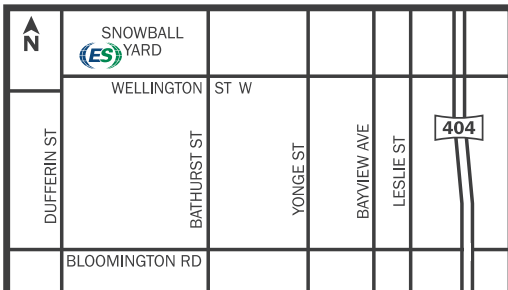 N
SNOWBALL
YARD
ES
WELLINGTON ST W
DUFFERIN ST
BATHURST ST
YONGE ST
BAYVIEW AVE
LESLIE ST
404
BLOOMINGTON RD